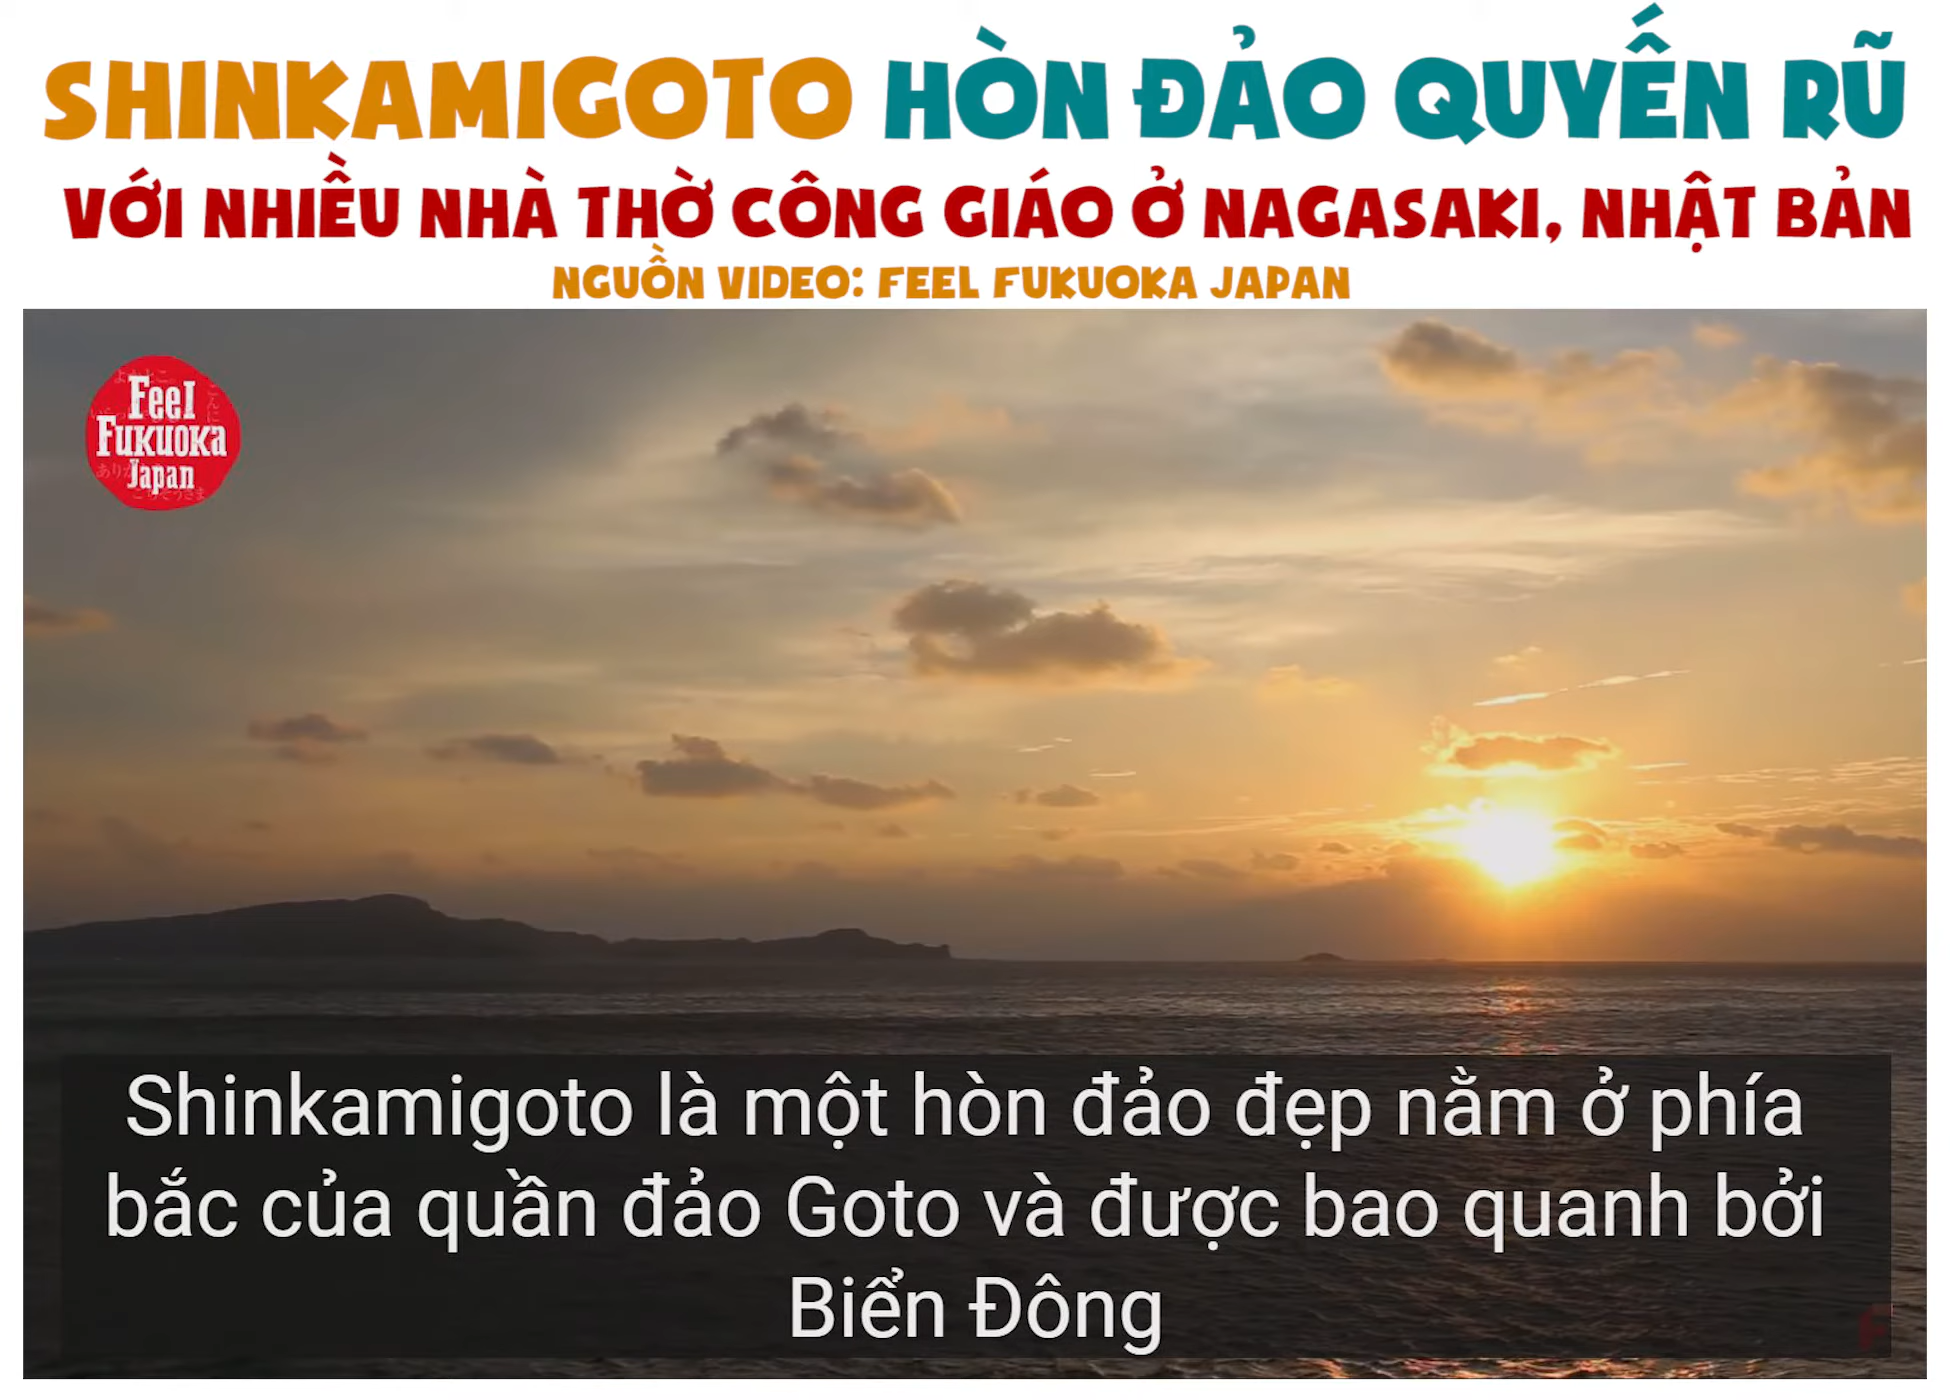 SHINKAMIGOTO HÒN ĐẢO QUYẾN RŨ
VỚI NHIỀU NHÀ THỜ CÔNG GIÁO Ở NAGASAKI, NHẬT BẢN
NGUỒN VIDEO: FEEL FUKUOKA JAPAN
Feel
Fukuoka
Japan
Shinkamigoto là một hòn đảo đẹp nằm ở phía
bắc của quần đảo Goto và được bao quanh bởi
Biển Đông